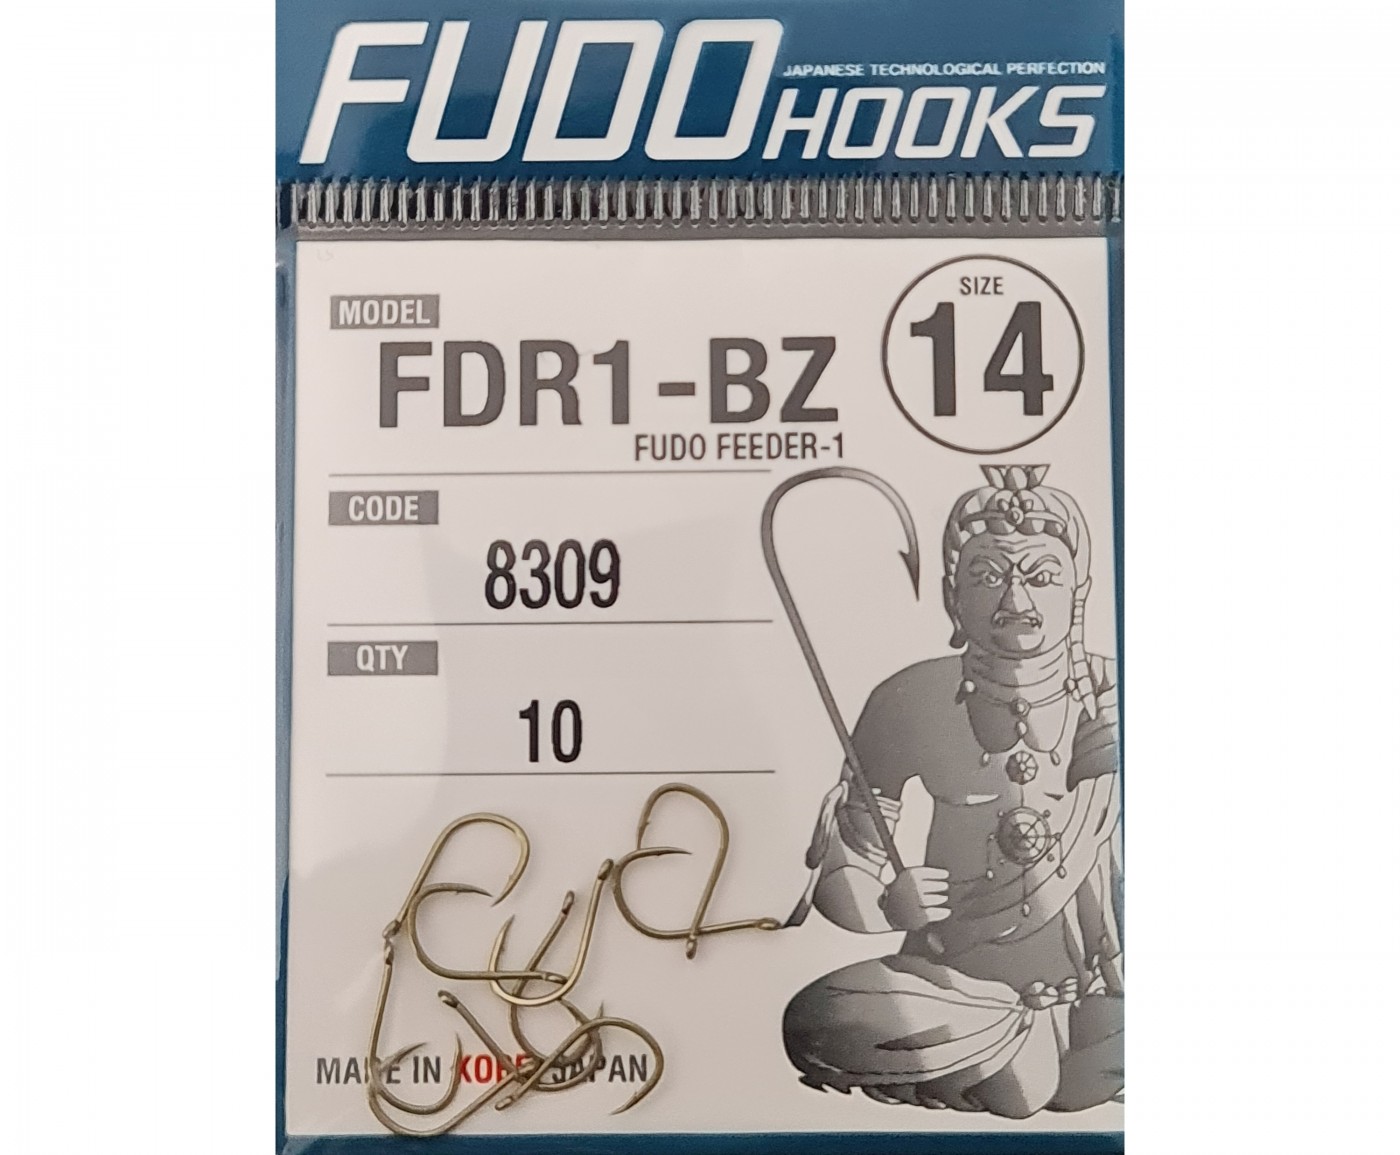 FUDO
JAPANESE TECHNOLOGICAL PERFECTION
HOOKS
SIZE
14
MODEL
FDR1-BZ
FUDO FEEDER-1
CODE
8309
QTY
10
MADE IN KOREA JAPAN